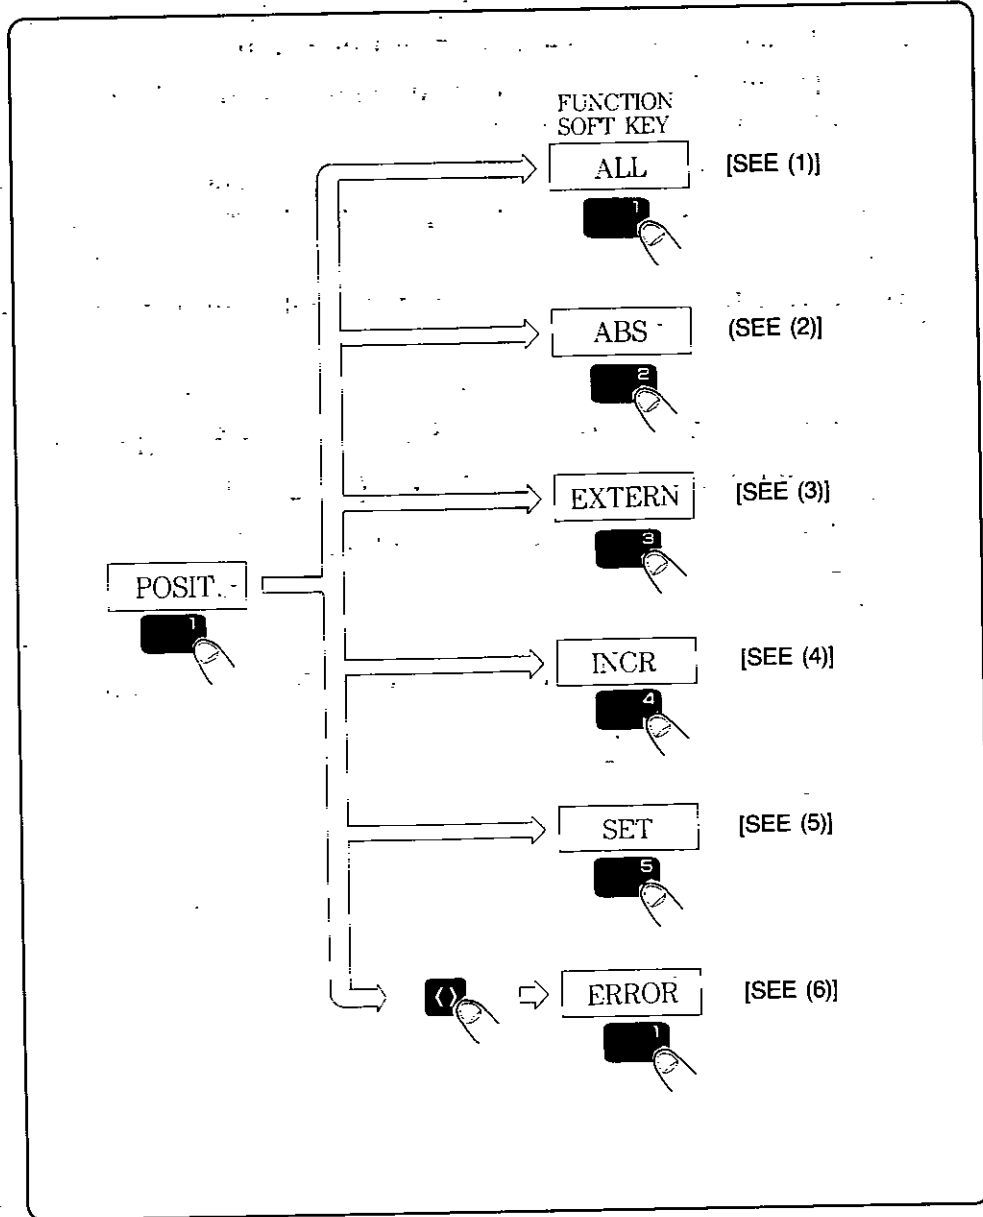 FUNCTION
SOFT KEY
ALL [SEE (1)]
1
ABS (SEE (2)]
2
EXTERN [SEE (3)]
3
POSIT
1
INCR [SEE (4)]
4
SET [SEE (5)]
5
<> ERROR [SEE (6)]
1